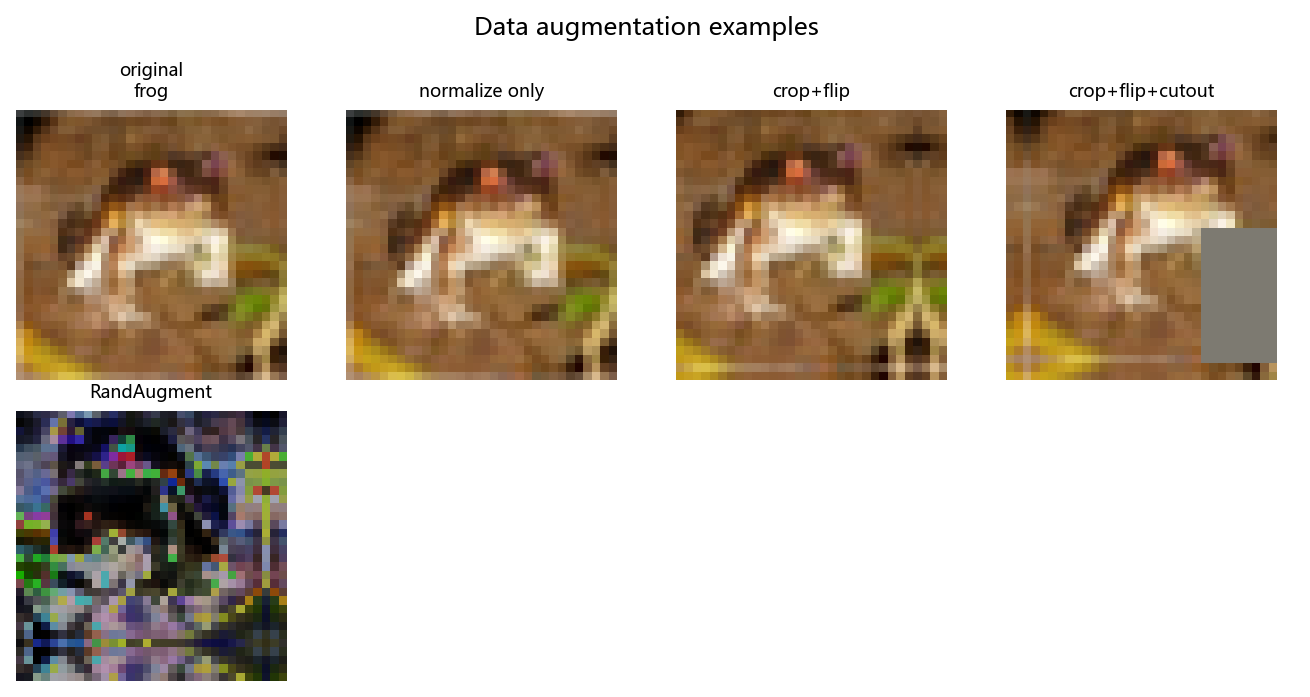 Data augmentation examples
original
frog
normalize only
crop+flip
crop+flip+cutout
RandAugment